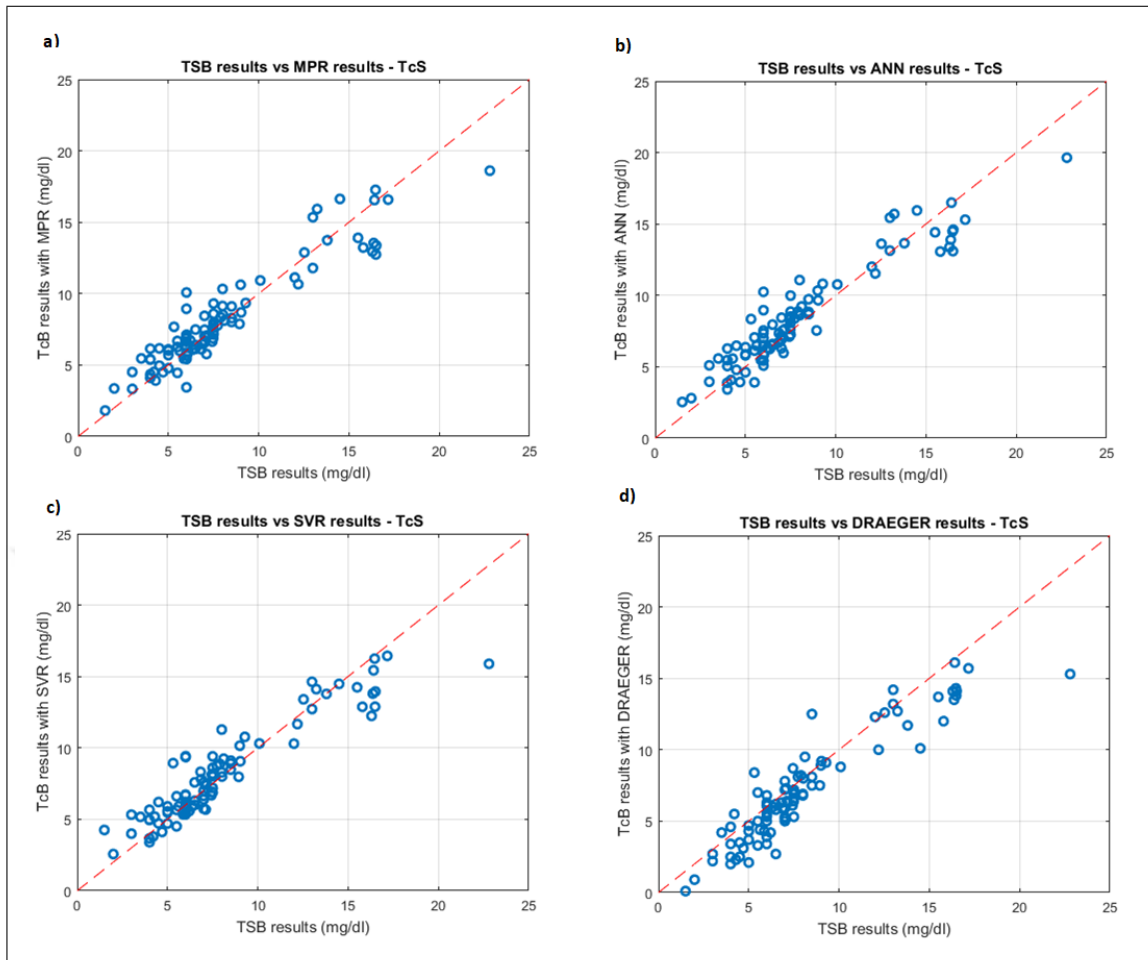 a)
TSB results vs MPR results - TcS
TcB results with MPR (mg/dl)
25
20
15
10
5
0
0 5 10 15 20 25
TSB results (mg/dl)
b)
TSB results vs ANN results - TcS
TcB results with ANN (mg/dl)
25
20
15
10
5
0
0 5 10 15 20 25
TSB results (mg/dl)
c)
TSB results vs SVR results - TcS
TcB results with SVR (mg/dl)
25
20
15
10
5
0
0 5 10 15 20 25
TSB results (mg/dl)
d)
TSB results vs DRAEGER results - TcS
TcB results with DRAEGER (mg/dl)
25
20
15
10
5
0
0 5 10 15 20 25
TSB results (mg/dl)